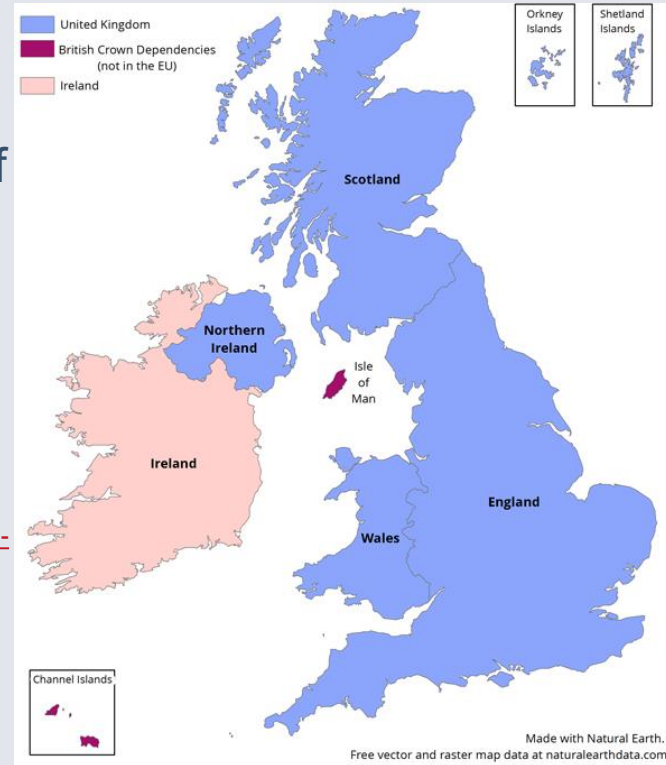 United Kingdom
British Crown Dependencies
(not in the EU)
Ireland
Orkney
Islands
Shetland
Islands
f
Scotland
Northern
Ireland
Isle
of
Man
Ireland
England
Wales
-
Channel Islands
Made with Natural Earth.
Free vector and raster map data at naturalearthdata.com